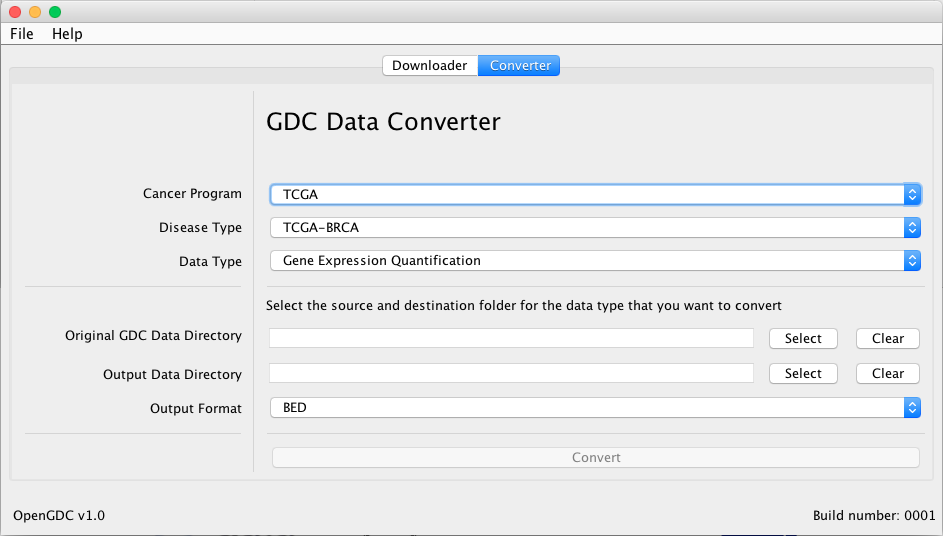 File Help
Downloader Converter
GDC Data Converter
Cancer Program TCGA
Disease Type TCGA-BRCA
Data Type Gene Expression Quantification
Select the source and destination folder for the data type that you want to convert
Original GDC Data Directory Select Clear
Output Data Directory Select Clear
Output Format BED
Convert
OpenGDC v1.0 Build number: 0001